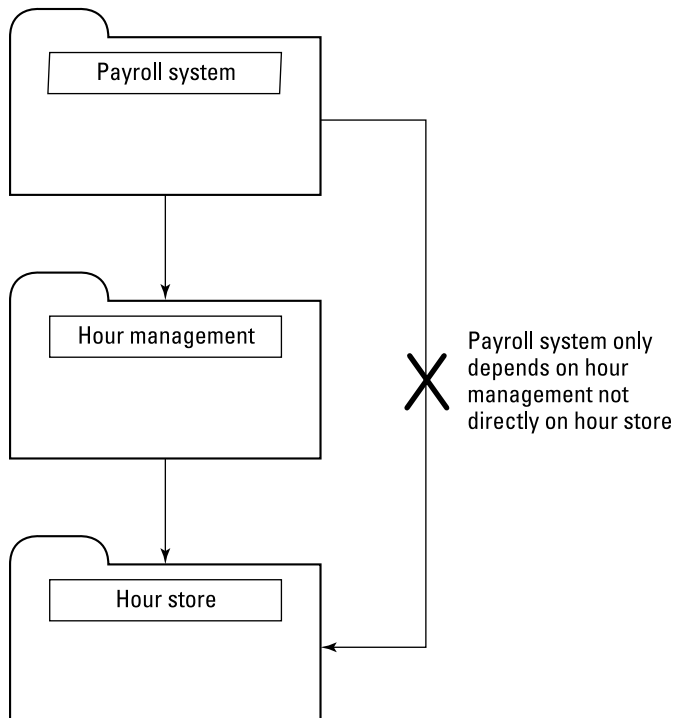 Payroll system
Hour management
Payroll system only
depends on hour
management not
directly on hour store
Hour store